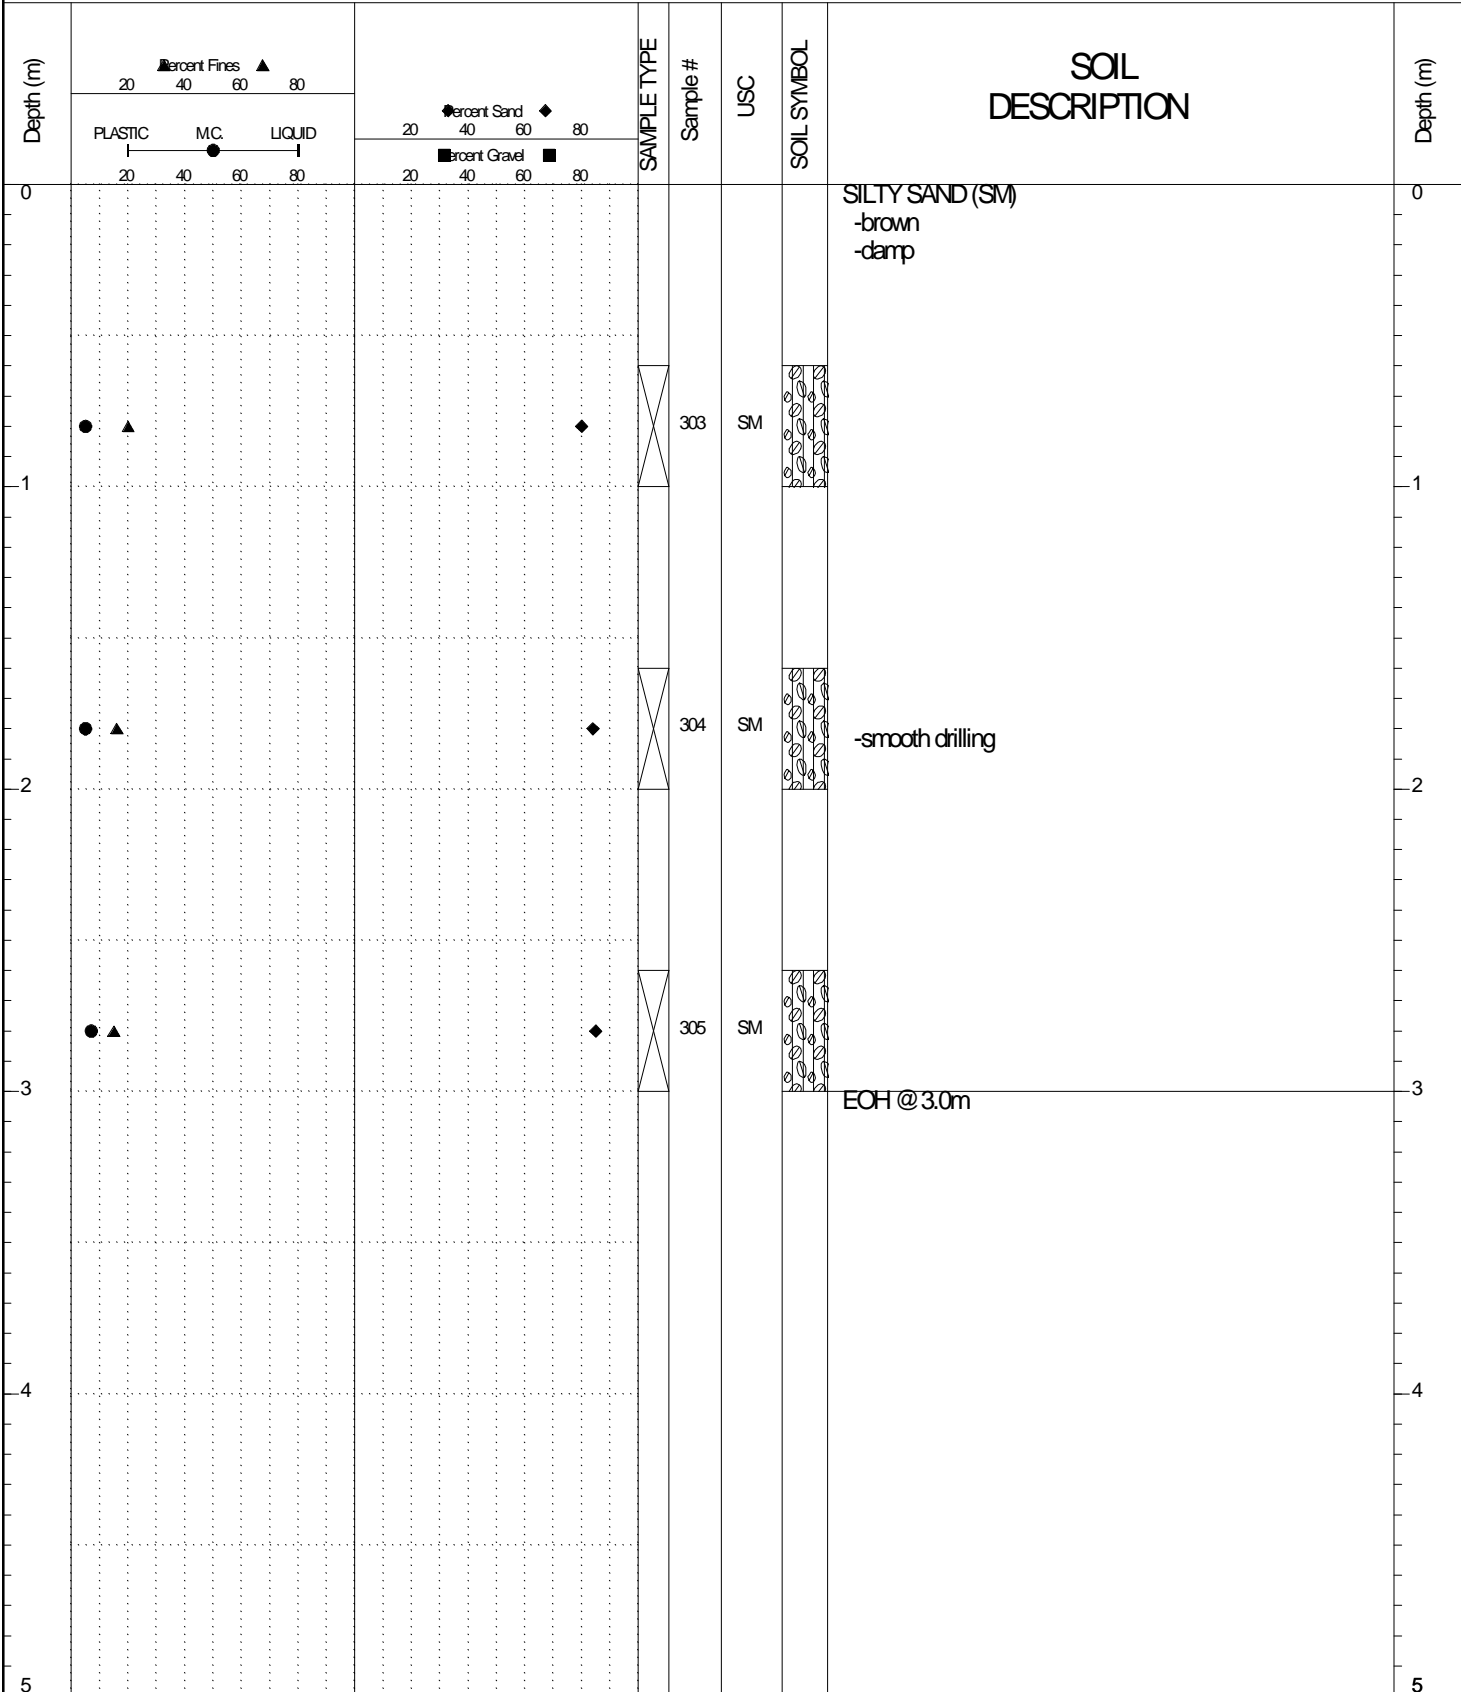 Depth (m)
Percent Fines
20 40 60 80
PLASTIC M.C. LIQUID
20 40 60 80
Percent Sand
20 40 60 80
Percent Gravel
20 40 60 80
SAMPLE TYPE
Sample #
USC
SOIL SYMBOL
SOIL
DESCRIPTION
Depth (m)
0 SILTY SAND (SM) 0
-brown
-damp
303 SM
1 1
304 SM -smooth drilling
2 2
305 SM
3 EOH @ 3.0m 3
4 4
5 5